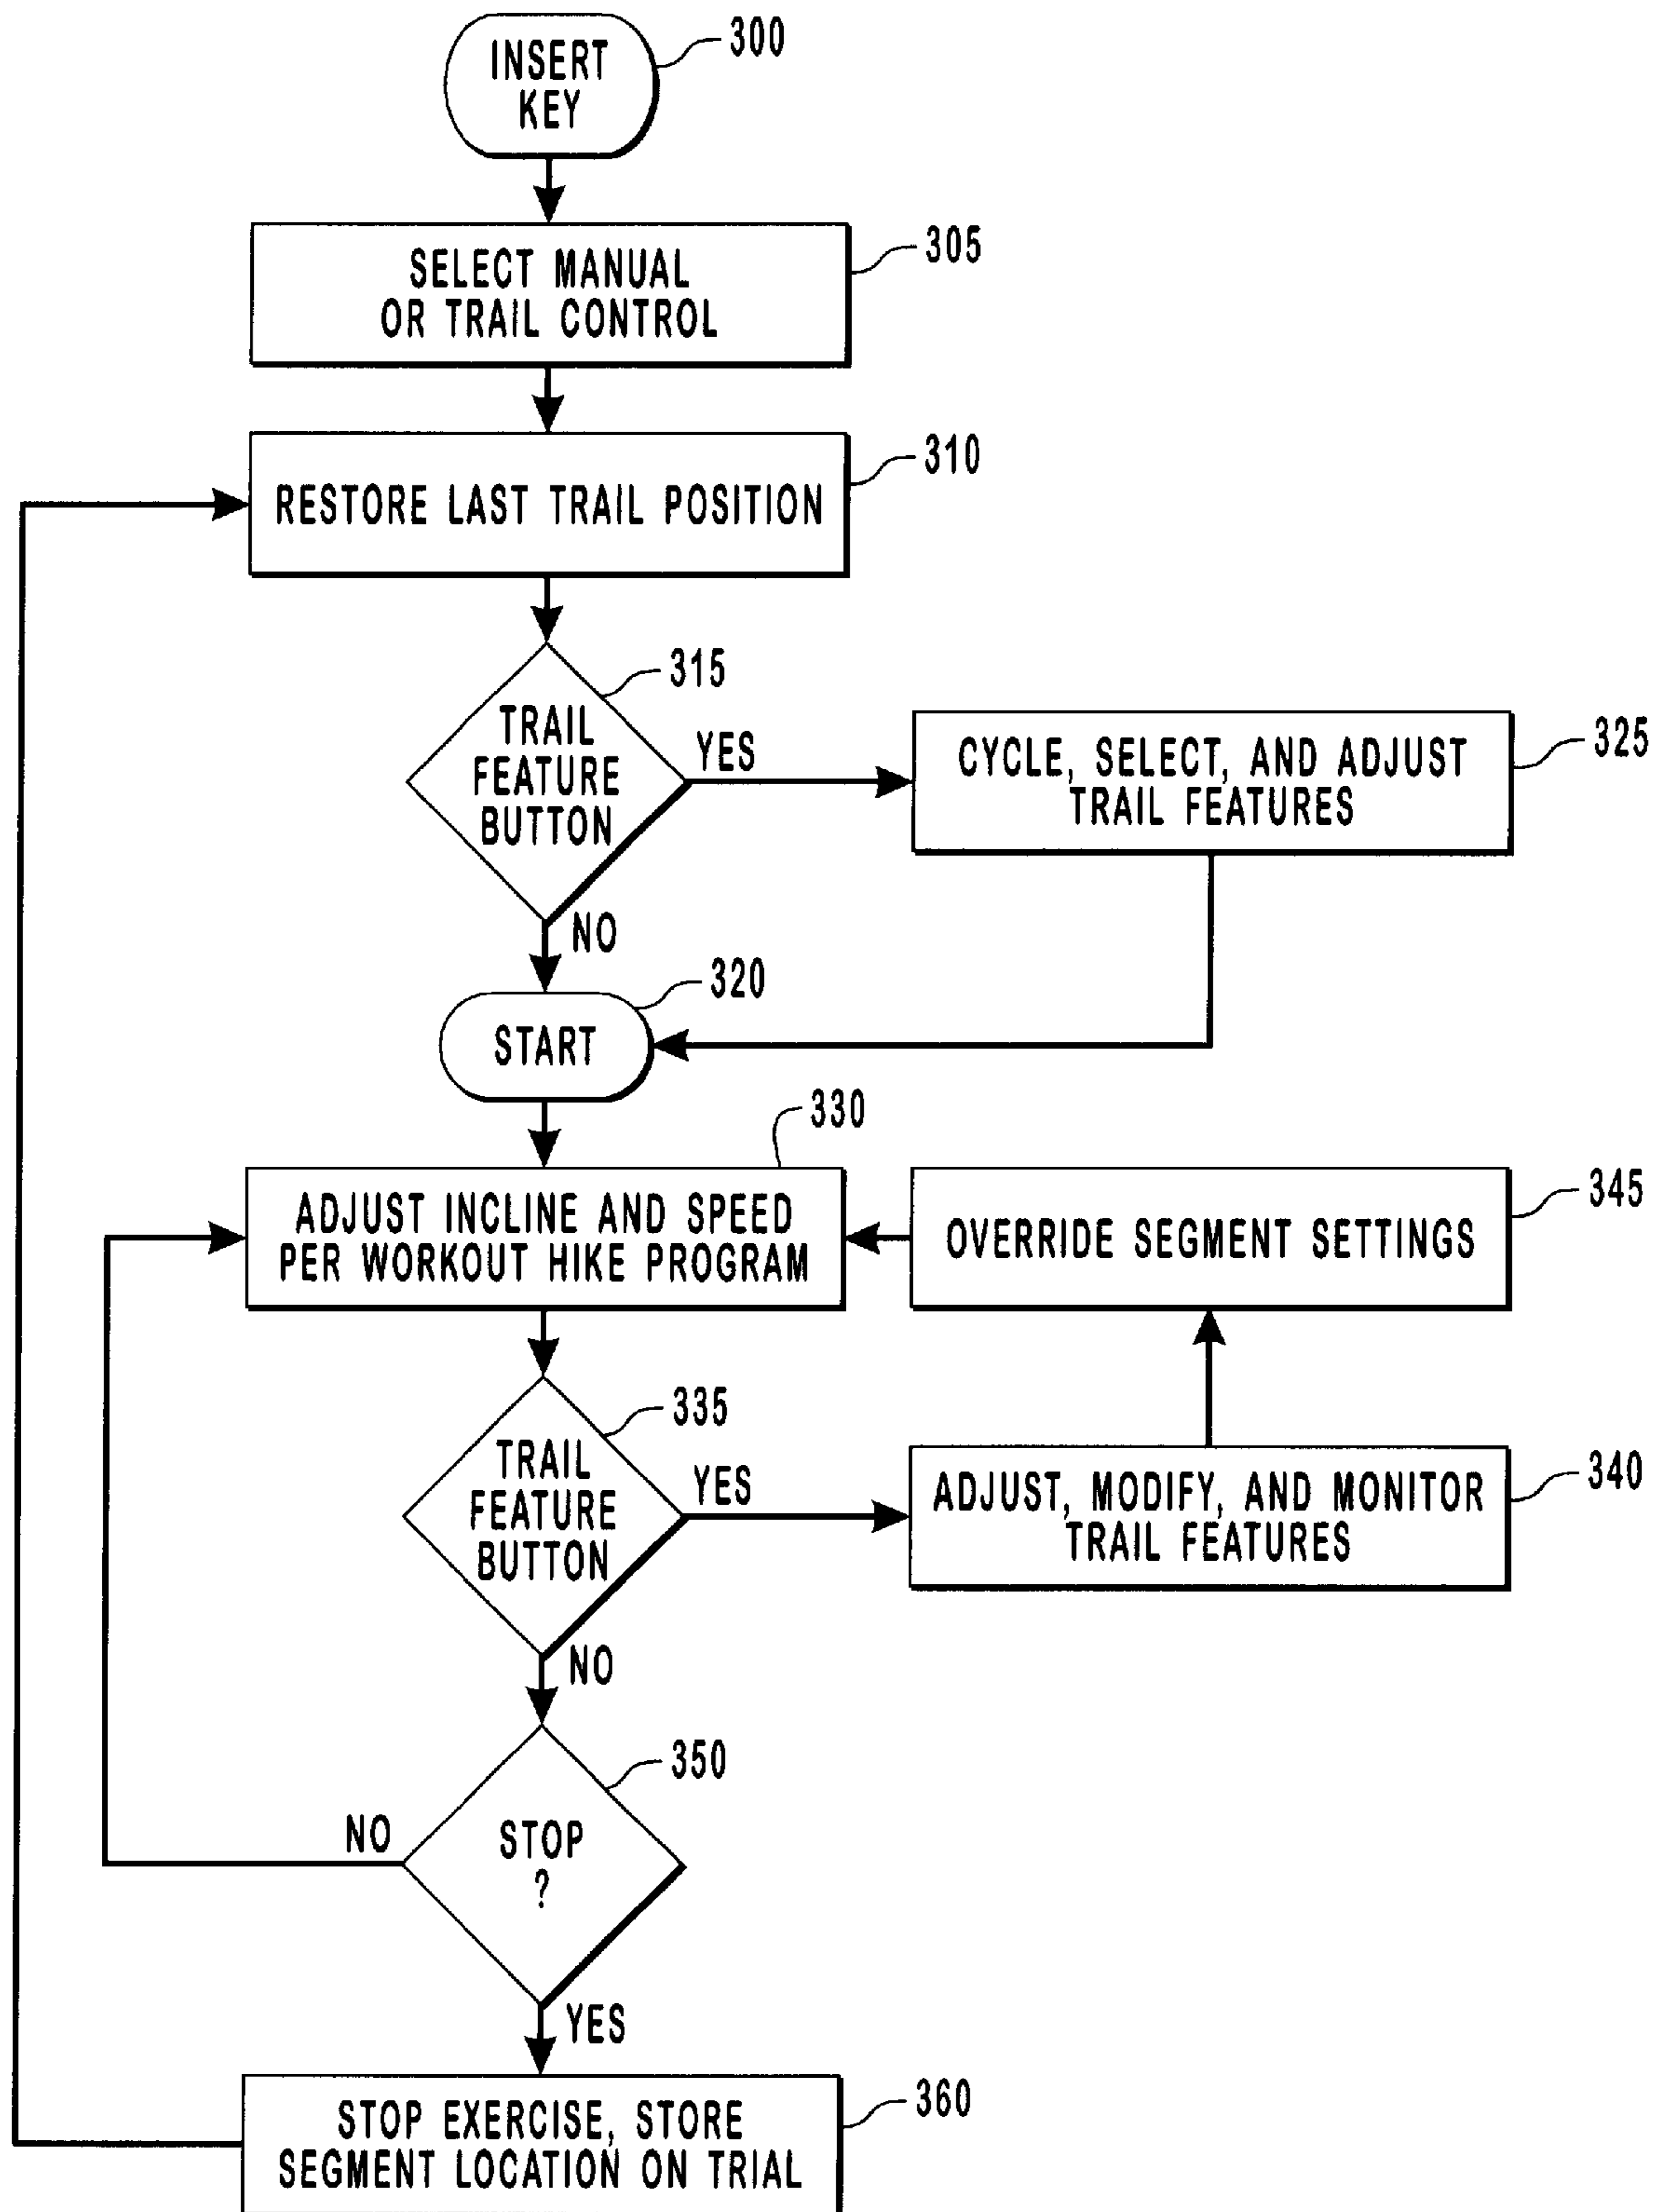 INSERT
KEY
300
SELECT MANUAL
OR TRAIL CONTROL
305
RESTORE LAST TRAIL POSITION
310
TRAIL
FEATURE
BUTTON
315
YES
NO
CYCLE, SELECT, AND ADJUST
TRAIL FEATURES
325
START
320
ADJUST INCLINE AND SPEED
PER WORKOUT HIKE PROGRAM
330
OVERRIDE SEGMENT SETTINGS
345
TRAIL
FEATURE
BUTTON
335
YES
NO
ADJUST, MODIFY, AND MONITOR
TRAIL FEATURES
340
STOP
?
350
NO
YES
STOP EXERCISE, STORE
SEGMENT LOCATION ON TRIAL
360